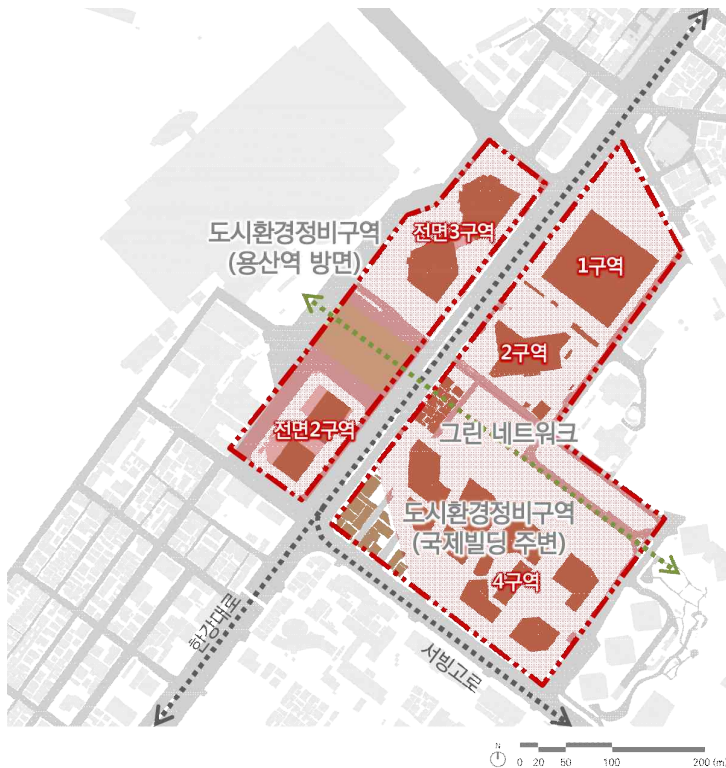 전면3구역
도시환경정비구역
(용산역 방면)
1구역
2구역
전면2구역
그린 네트워크
도시환경정비구역
(국제빌딩 주변)
4구역
한강대로
서빙고로
N
0 20 50 100 200 (m)